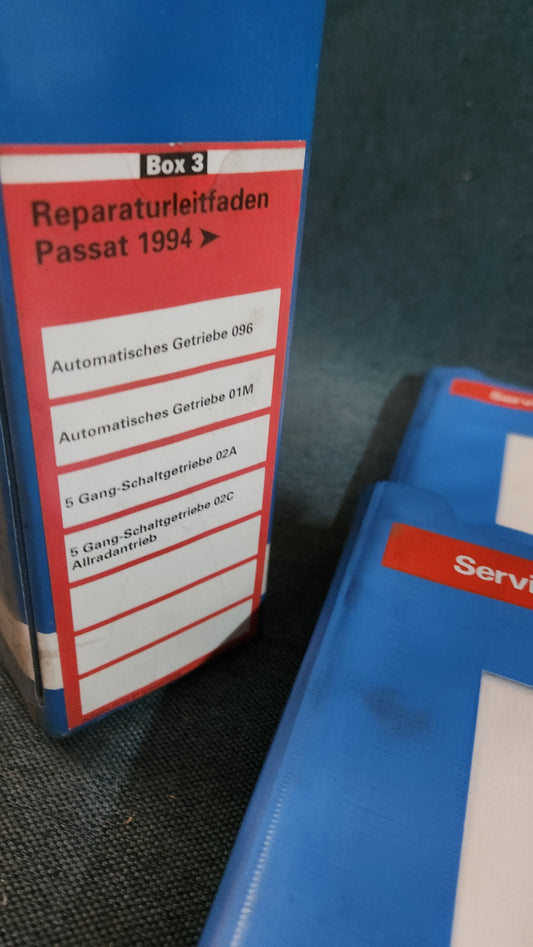 Box 3
Reparaturleitfaden
Passat 1994 ➤
Automatisches Getriebe 096
Automatisches Getriebe 01M
5 Gang-Schaltgetriebe 02A
5 Gang-Schaltgetriebe 02C
Allradantrieb
Servi
Servi